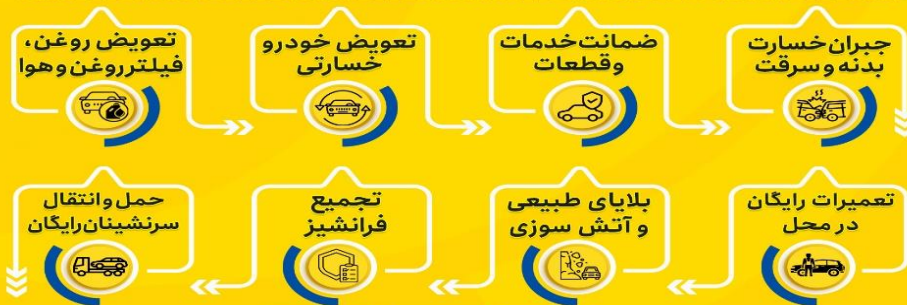 جبران خسارت
بدنه و سرقت
ضمانت خدمات
و قطعات
تعویض خودرو
خسارتی
تعویض روغن،
فیلتر روغن و هوا
تعمیرات رایگان
در محل
بلایای طبیعی
و آتش سوزی
تجمیع
فرانشیز
حمل و انتقال
سرنشینان رایگان